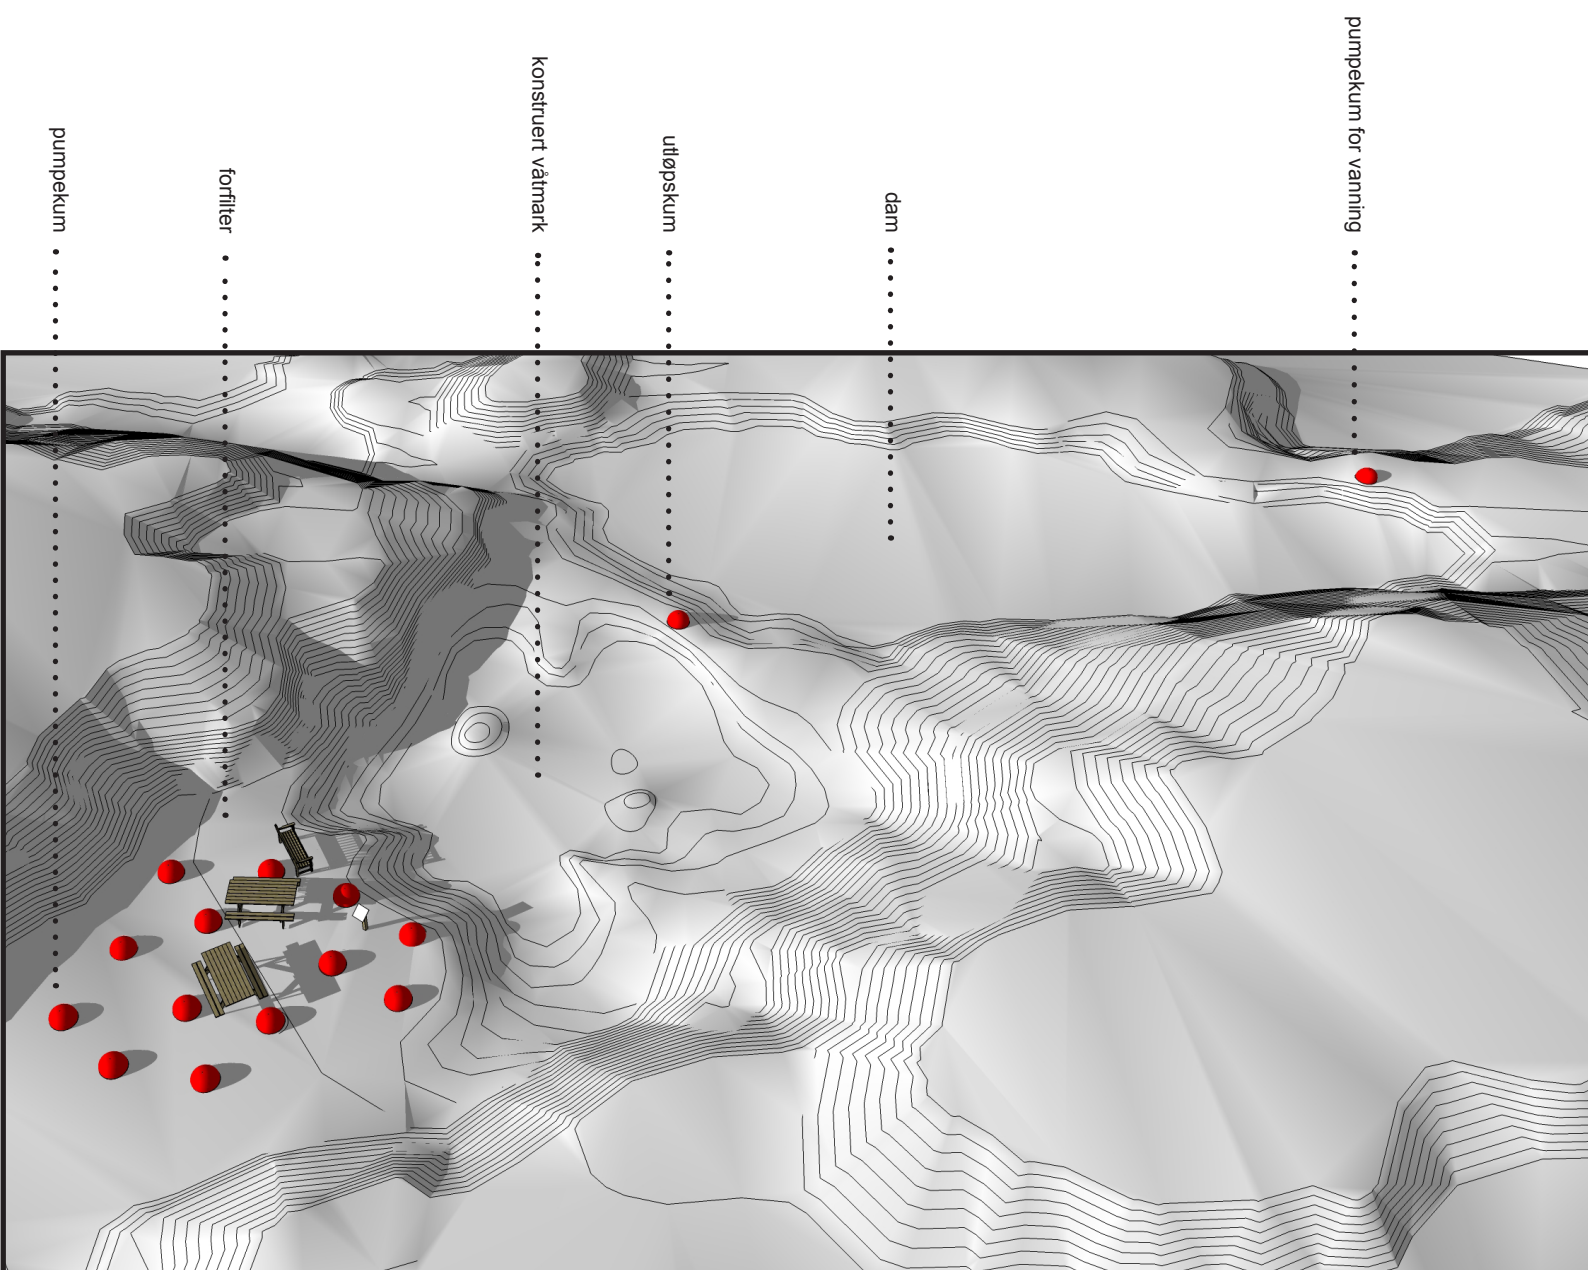 pumpekum
forfilter
konstruert våtmark
utløpskum
dam
pumpekum for vanning